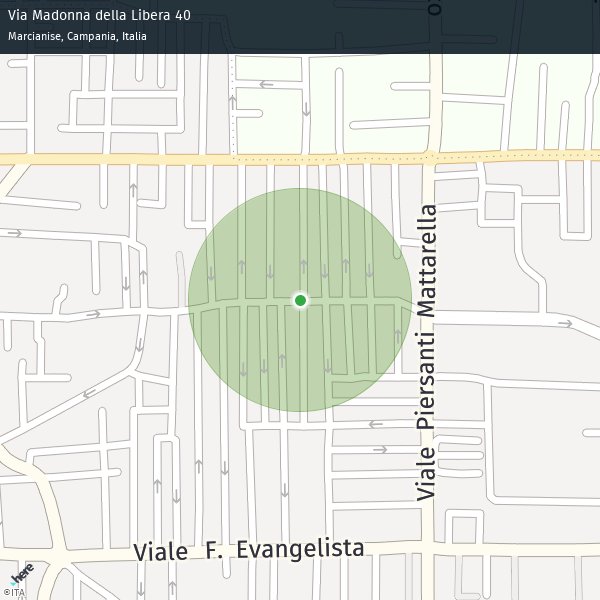 Via Madonna della Libera 40
Marcianise, Campania, Italia
Viale Piersanti Mattarella
Viale F. Evangelista
here
©ITA